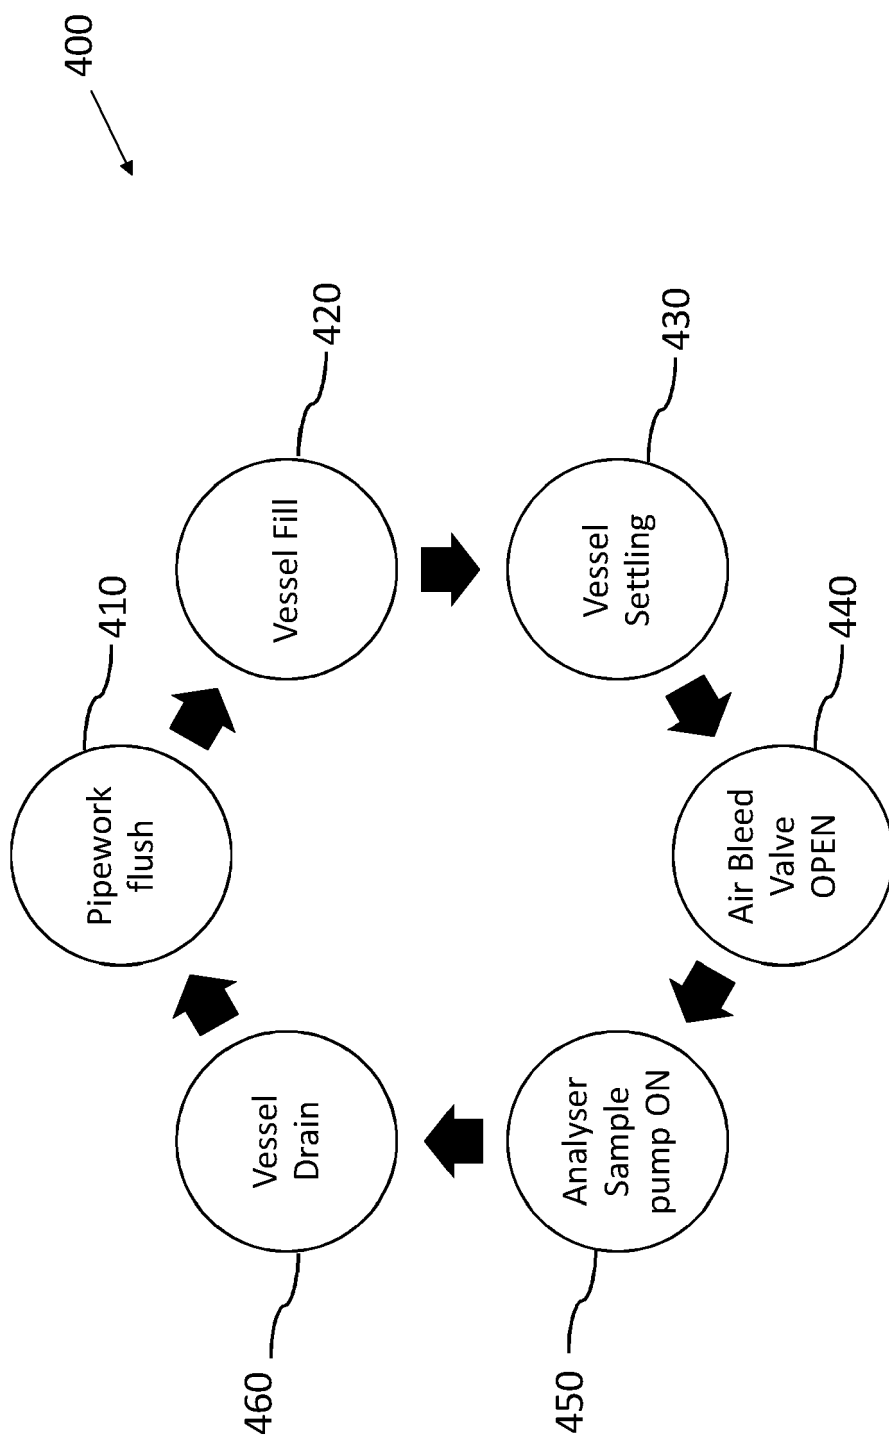 400
410
Pipework
flush
420
Vessel Fill
430
Vessel
Settling
440
Air Bleed
Valve
OPEN
450
Analyser
Sample
pump ON
460
Vessel
Drain